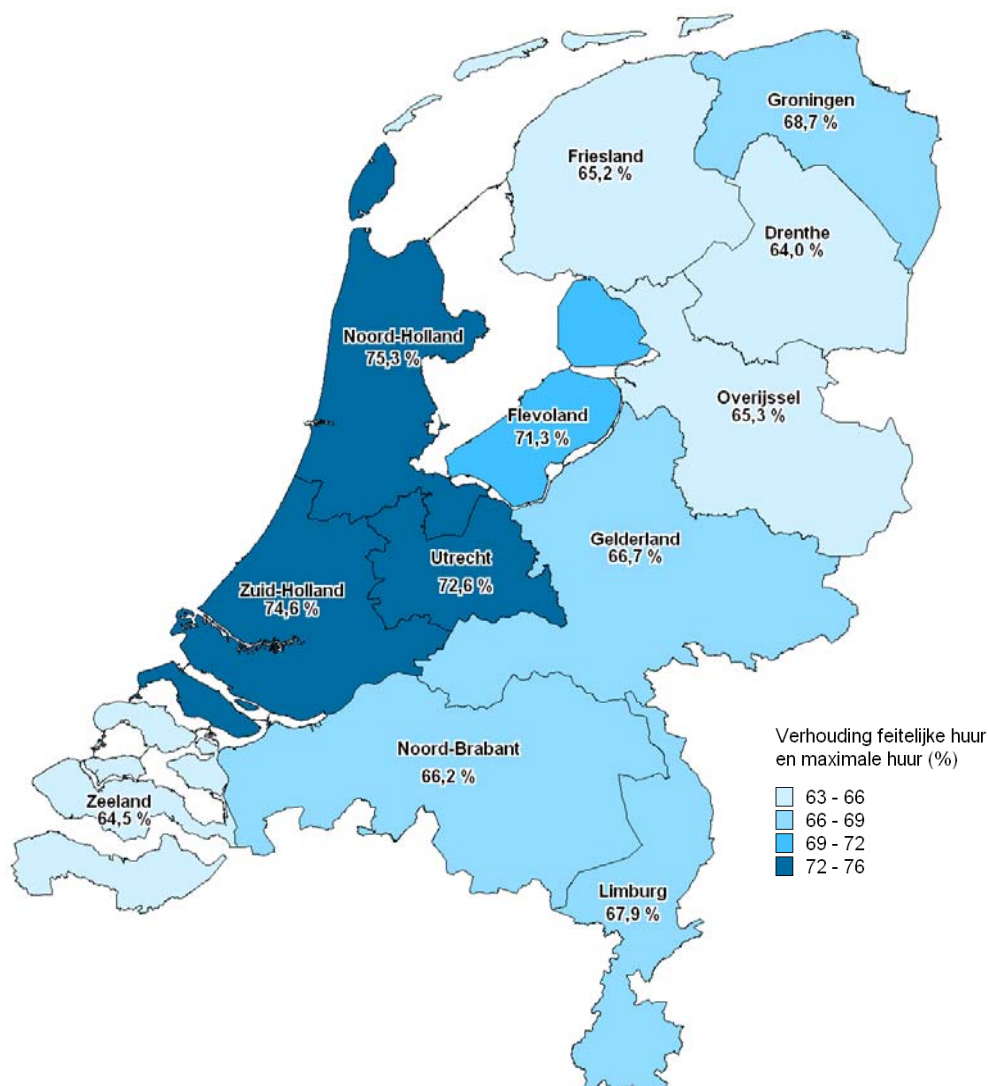 Groningen
68,7 %
Friesland
65,2 %
Drenthe
64,0 %
Noord-Holland
75,3 %
Overijssel
65,3 %
Flevoland
71,3 %
Gelderland
66,7 %
Utrecht
72,6 %
Zuid-Holland
74,6 %
Noord-Brabant
66,2 %
Zeeland
64,5 %
Limburg
67,9 %
Verhouding feitelijke huur
en maximale huur (%)
63 - 66
66 - 69
69 - 72
72 - 76